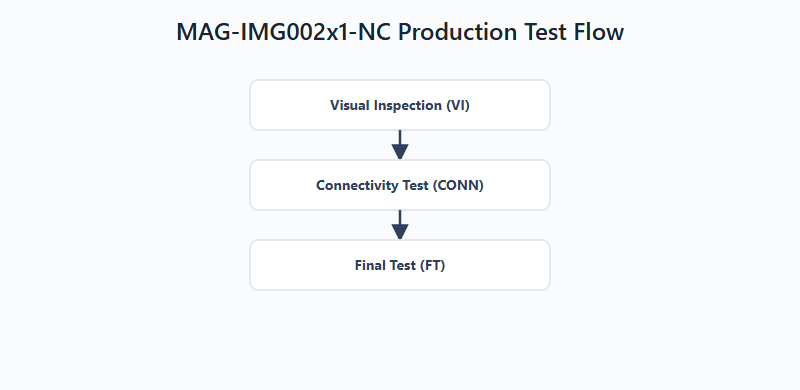 MAG-IMG002x1-NC Production Test Flow
Visual Inspection (VI)
Connectivity Test (CONN)
Final Test (FT)